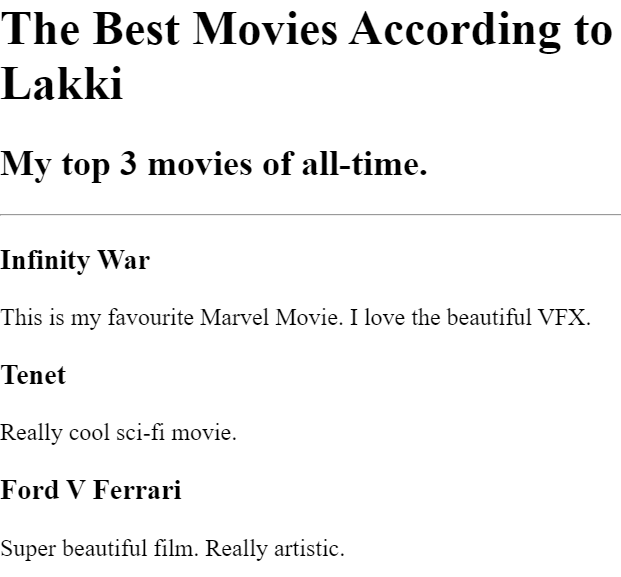 The Best Movies According to
Lakki
My top 3 movies of all-time.
Infinity War
This is my favourite Marvel Movie. I love the beautiful VFX.
Tenet
Really cool sci-fi movie.
Ford V Ferrari
Super beautiful film. Really artistic.